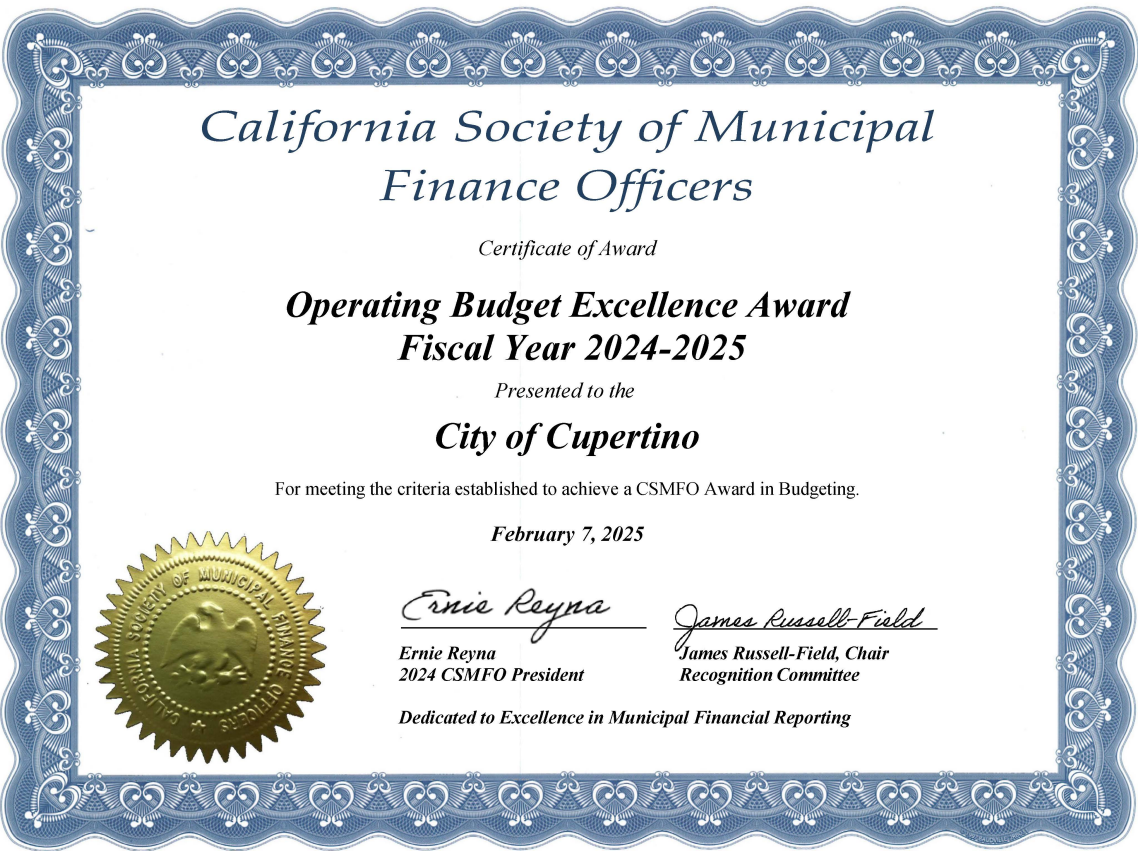 California Society of Municipal
Finance Officers
Certificate of Award
Operating Budget Excellence Award
Fiscal Year 2024-2025
Presented to the
City of Cupertino
For meeting the criteria established to achieve a CSMFO Award in Budgeting.
February 7, 2025
CALIFORNIA SOCIETY OF MUNICIPAL FINANCE OFFICERS
Ernie Reyna
James Russell-Field
Ernie Reyna
James Russell-Field, Chair
2024 CSMFO President
Recognition Committee
Dedicated to Excellence in Municipal Financial Reporting